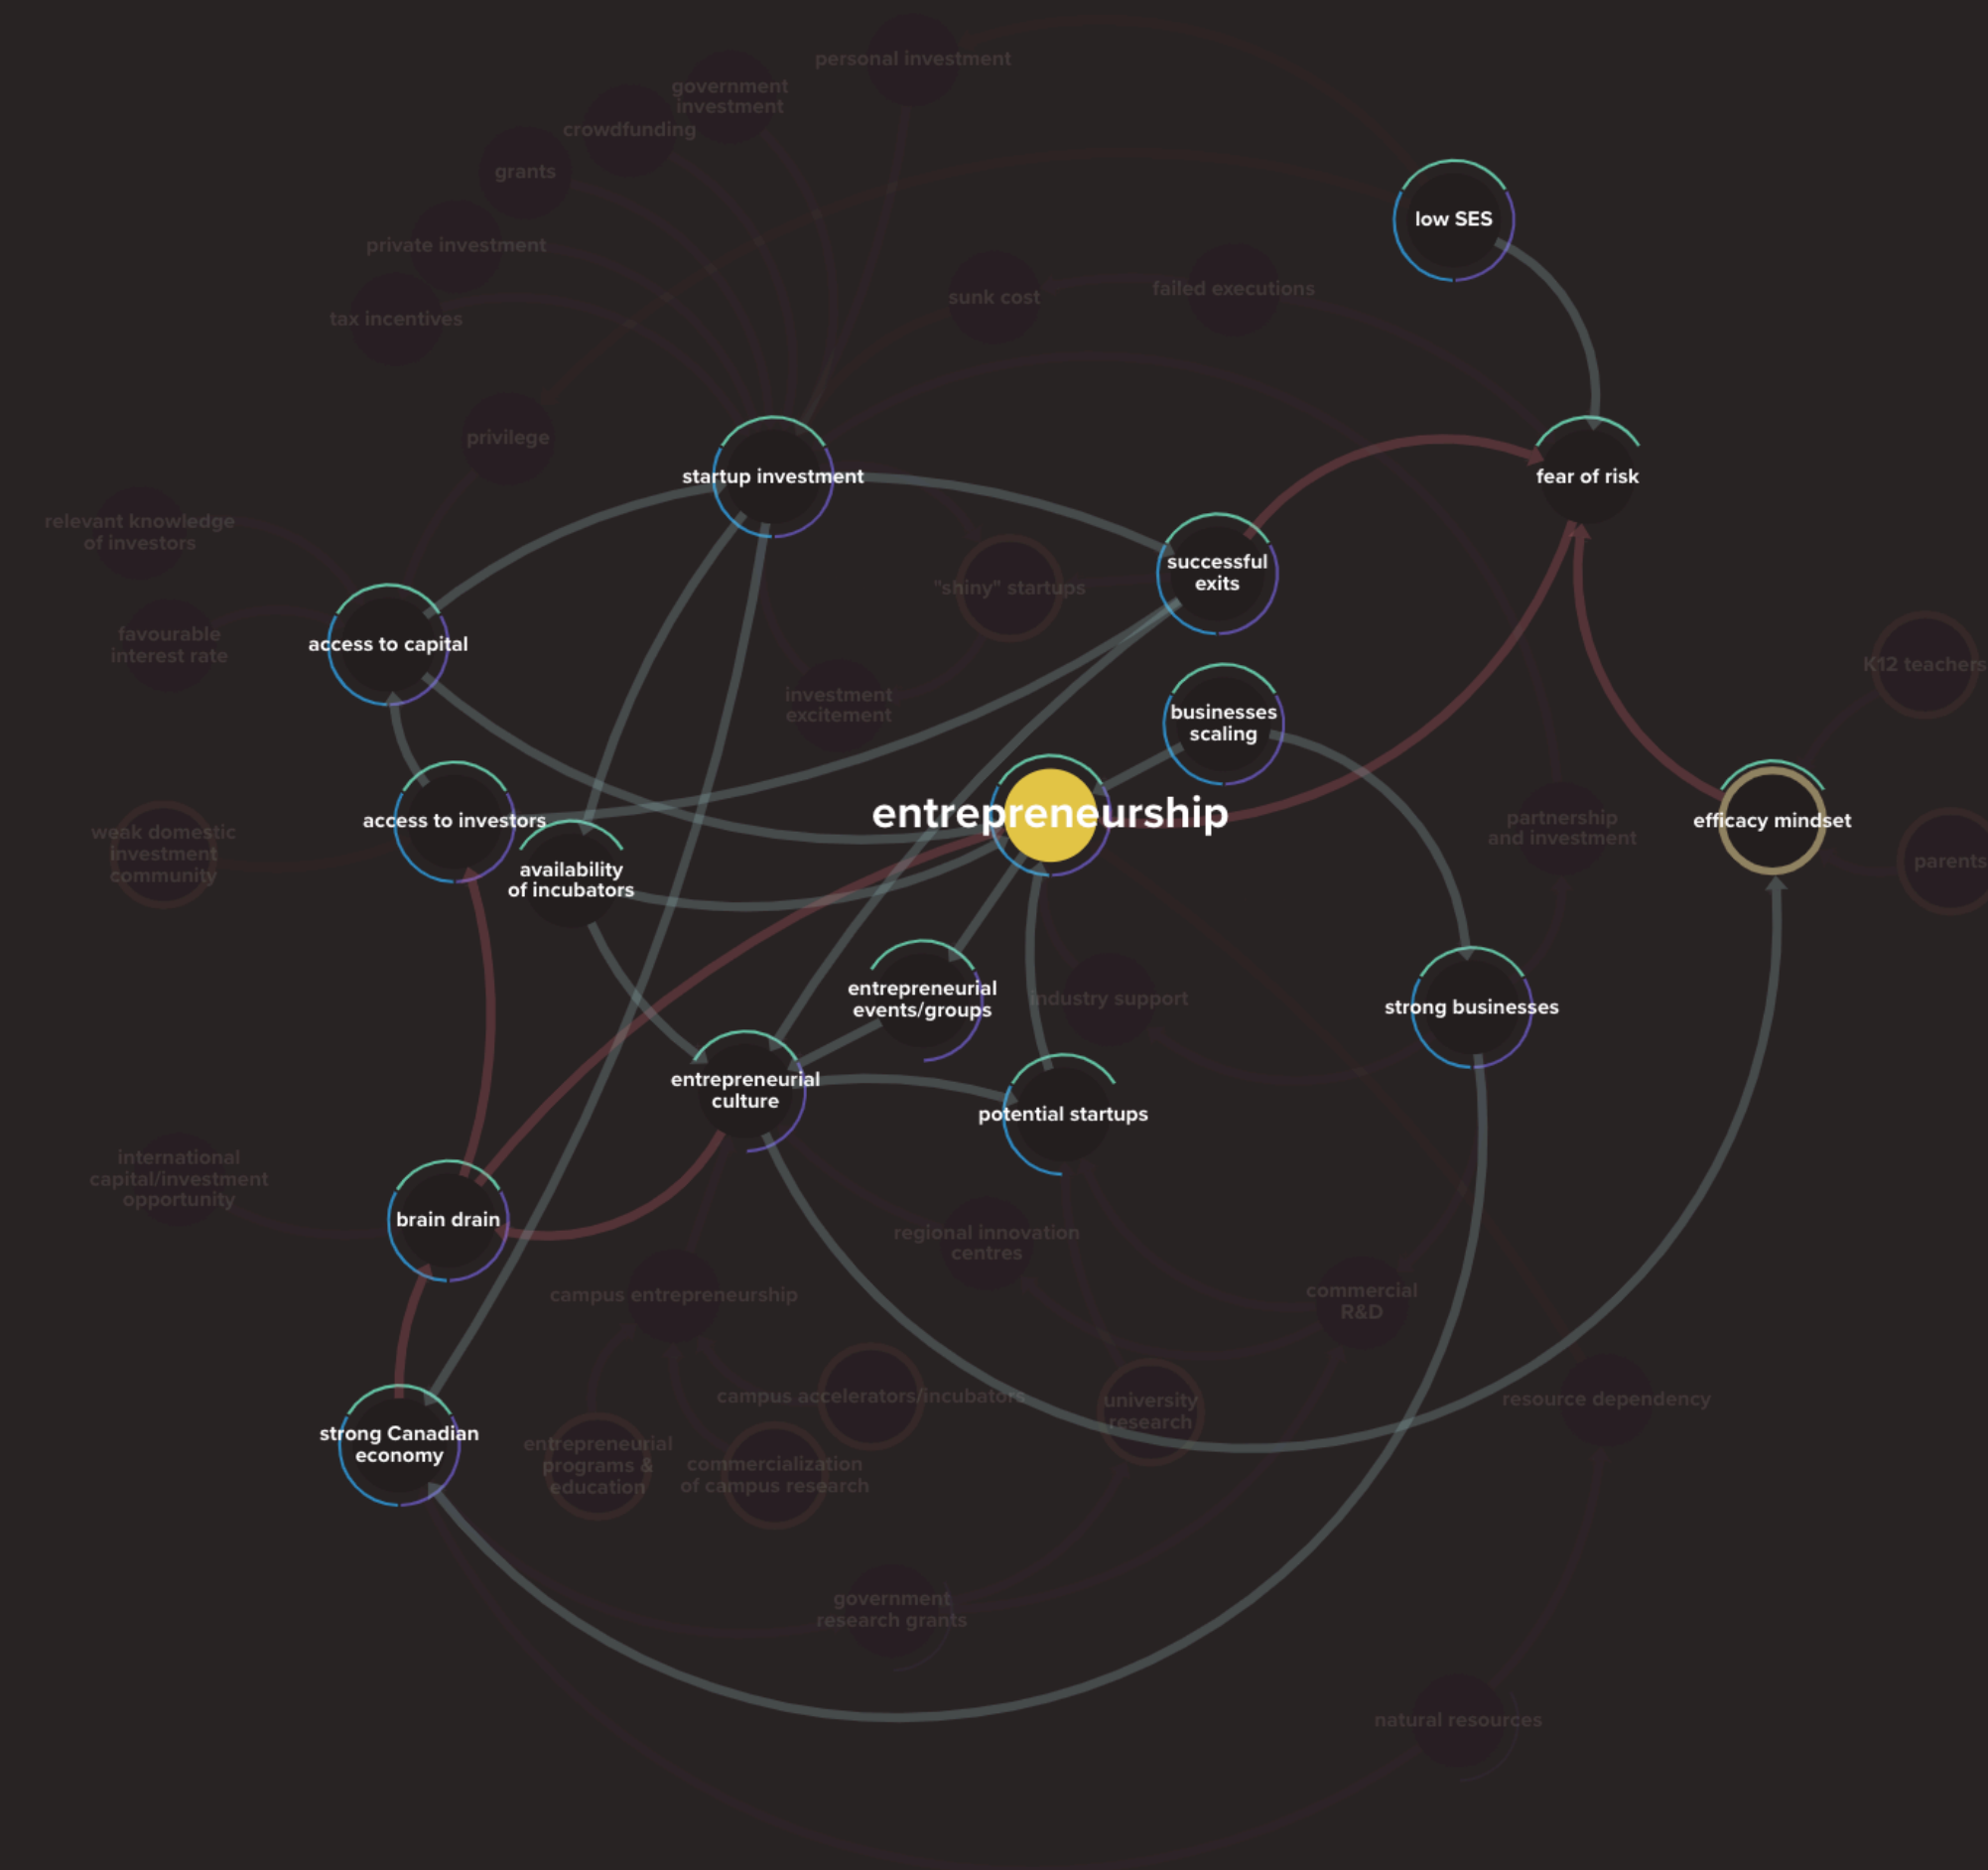 personal investment
government
investment
crowdfunding
grants
low SES
private investment
failed executions
sunk cost
tax incentives
privilege
startup investment
fear of risk
relevant knowledge
of investors
successful
exits
"shiny" startups
favourable
interest rate
access to capital
K12 teachers
investment
excitement
businesses
scaling
entrepreneurship
access to investors
efficacy mindset
partnership
and investment
weak domestic
investment
community
parents
availability
of incubators
entrepreneurial
events/groups
industry support
strong businesses
entrepreneurial
culture
potential startups
international
capital/investment
opportunity
brain drain
regional innovation
centres
campus entrepreneurship
commercial
R&D
campus accelerators/incubators
university
research
resource dependency
strong Canadian
economy
entrepreneurial
programs &
education
commercialization
of campus research
government
research grants
natural resources